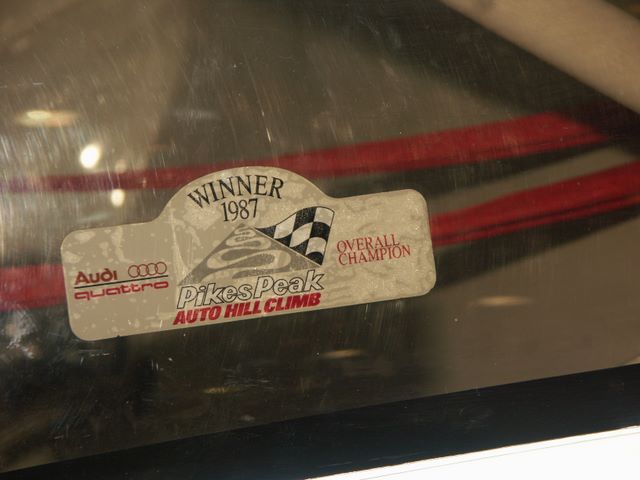 WINNER
1987
Audi
quattro
OVERALL
CHAMPION
Pikes Peak
AUTO HILL CLIMB